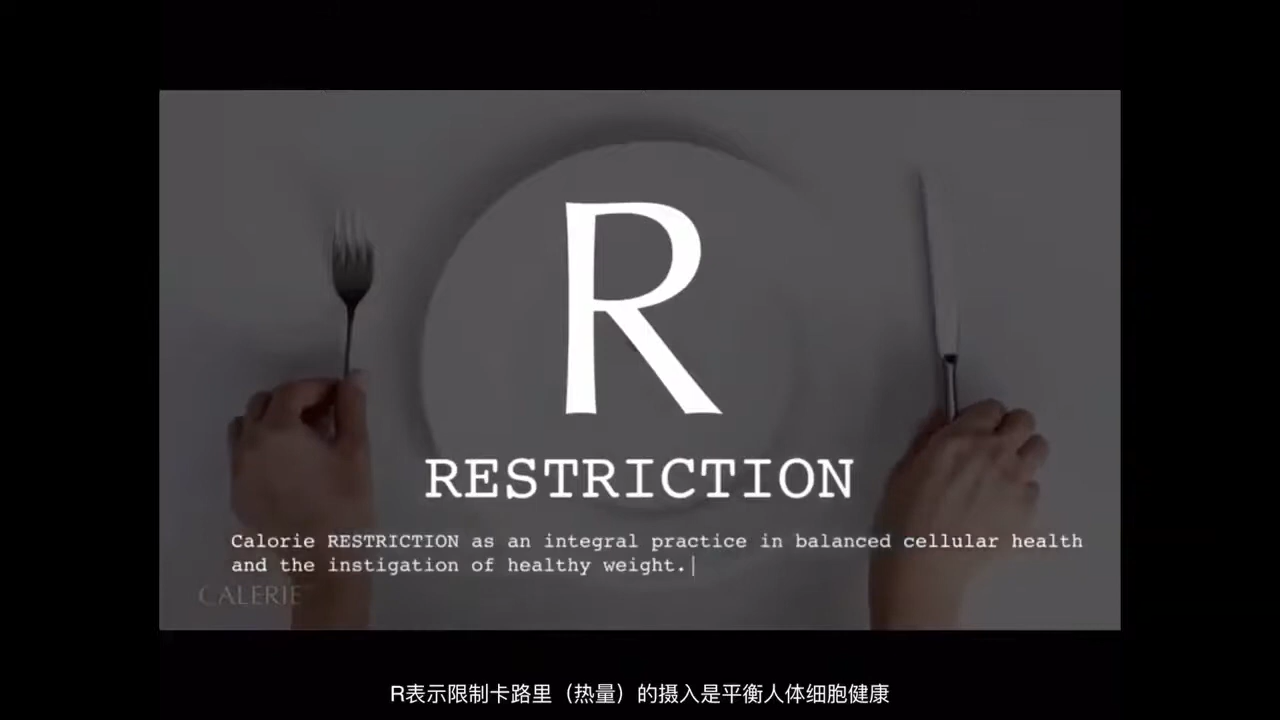 R
RESTRICTION
Calorie RESTRICTION as an integral practice in balanced cellular health
and the instigation of healthy weight.
CALERIE
R表示限制卡路里（热量）的摄入是平衡人体细胞健康